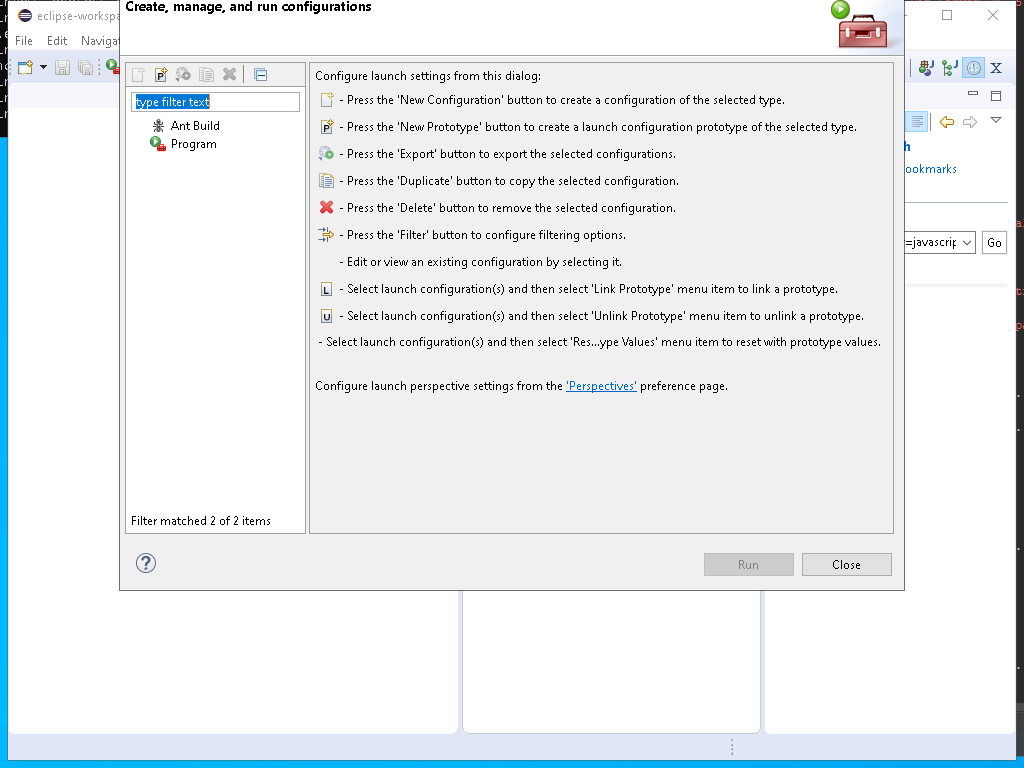 Create, manage, and run configurations
eclipse-workspa
File Edit Naviga
type filter text
Ant Build
Program
Filter matched 2 of 2 items
Configure launch settings from this dialog:
- Press the 'New Configuration' button to create a configuration of the selected type.
- Press the 'New Prototype' button to create a launch configuration prototype of the selected type.
- Press the 'Export' button to export the selected configurations.
- Press the 'Duplicate' button to copy the selected configuration.
- Press the 'Delete' button to remove the selected configuration.
- Press the 'Filter' button to configure filtering options.
- Edit or view an existing configuration by selecting it.
L - Select launch configuration(s) and then select 'Link Prototype' menu item to link a prototype.
U - Select launch configuration(s) and then select 'Unlink Prototype' menu item to unlink a prototype.
- Select launch configuration(s) and then select 'Res...ype Values' menu item to reset with prototype values.
Configure launch perspective settings from the 'Perspectives' preference page.
Run Close
h
ookmarks
=javascrip Go